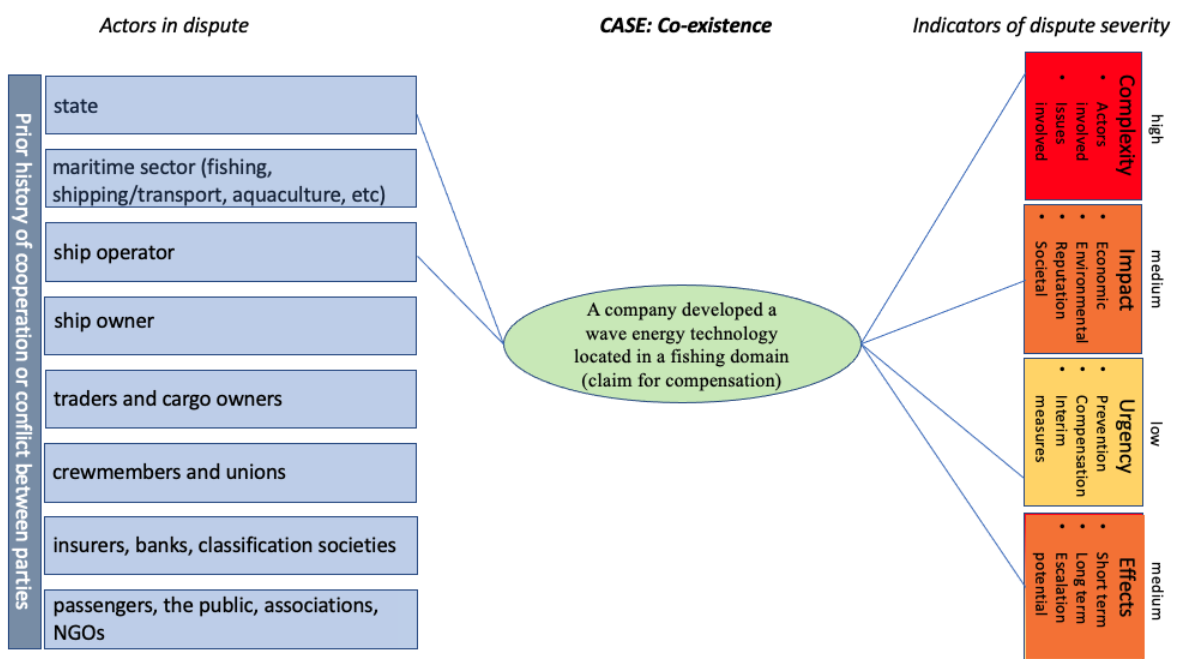 Actors in dispute
CASE: Co-existence
Indicators of dispute severity
Prior history of cooperation or conflict between parties
state
maritime sector (fishing,
shipping/transport, aquaculture, etc)
ship operator
ship owner
traders and cargo owners
crewmembers and unions
insurers, banks, classification societies
passengers, the public, associations,
NGOs
A company developed a
wave energy technology
located in a fishing domain
(claim for compensation)
high
Complexity
• Actors
involved
• Issues
involved
medium
Impact
• Economic
• Environmental
• Reputation
• Societal
low
Urgency
• Prevention
• Compensation
• Interim
measures
medium
Effects
• Short term
• Long term
• Escalation
potential